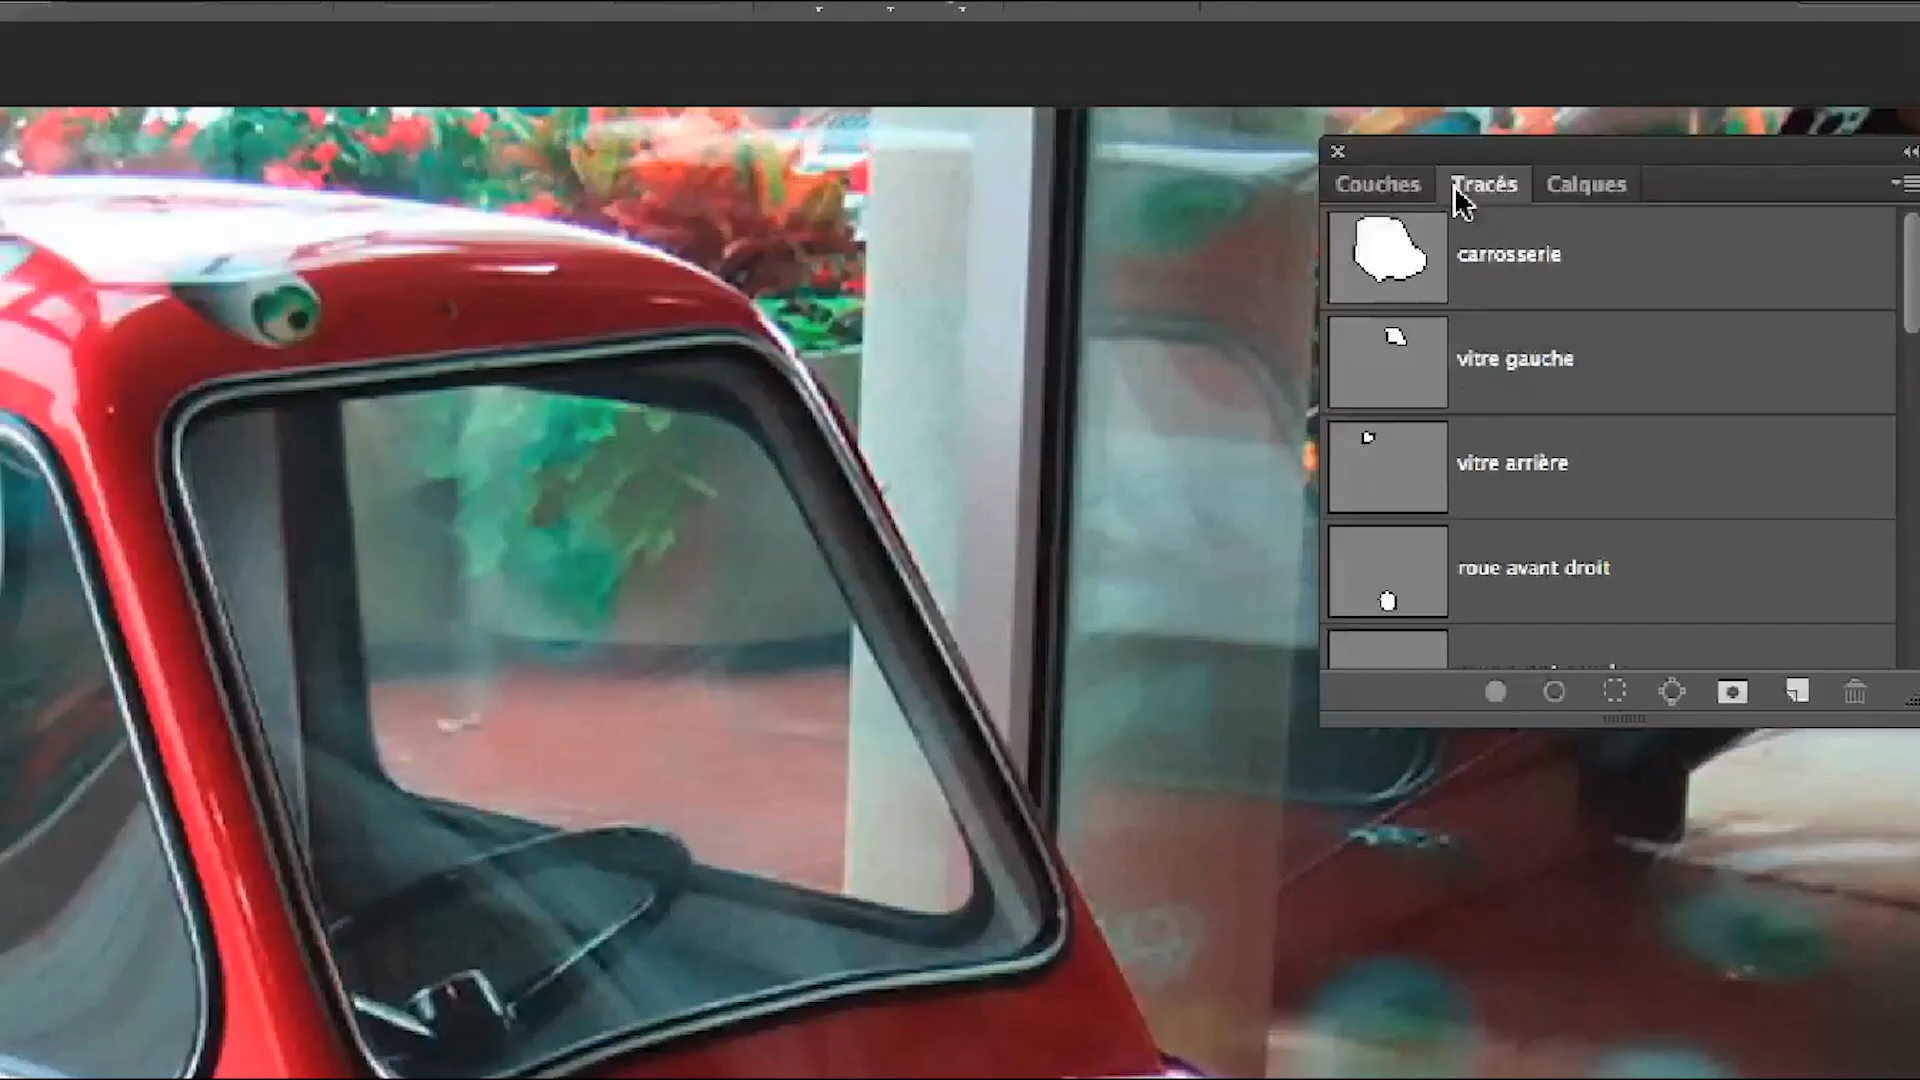 Couches Tracés Calques
carrosserie
vitre gauche
vitre arrière
roue avant droit